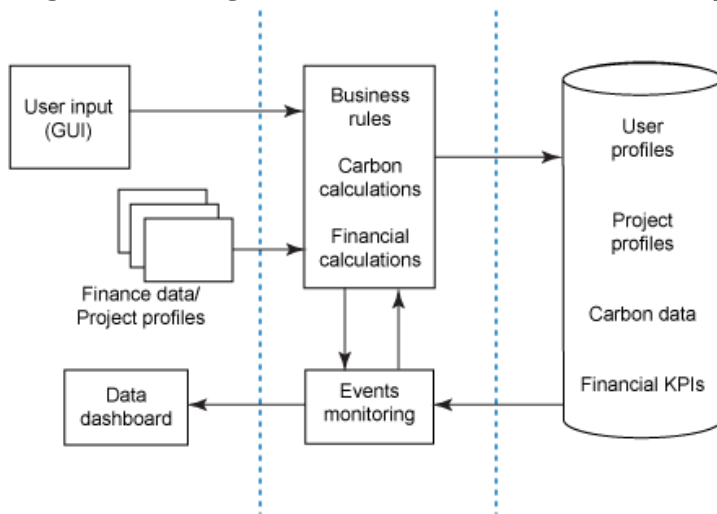 User input
(GUI)
Business
rules
Carbon
calculations
Financial
calculations
User
profiles
Project
profiles
Carbon data
Financial KPIs
Finance data/
Project profiles
Data
dashboard
Events
monitoring